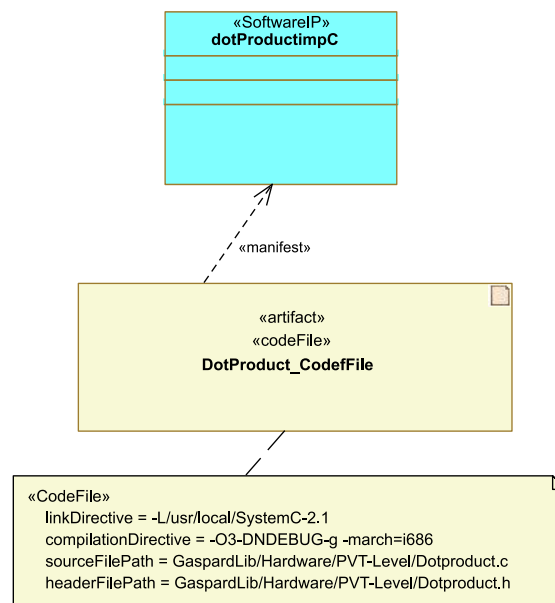 «SoftwareIP»
dotProductimpC
«manifest»
«artifact»
«codeFile»
DotProduct_CodefFile
«CodeFile»
linkDirective = -L/usr/local/SystemC-2.1
compilationDirective = -O3-DNDEBUG-g -march=i686
sourceFilePath = GaspardLib/Hardware/PVT-Level/Dotproduct.c
headerFilePath = GaspardLib/Hardware/PVT-Level/Dotproduct.h